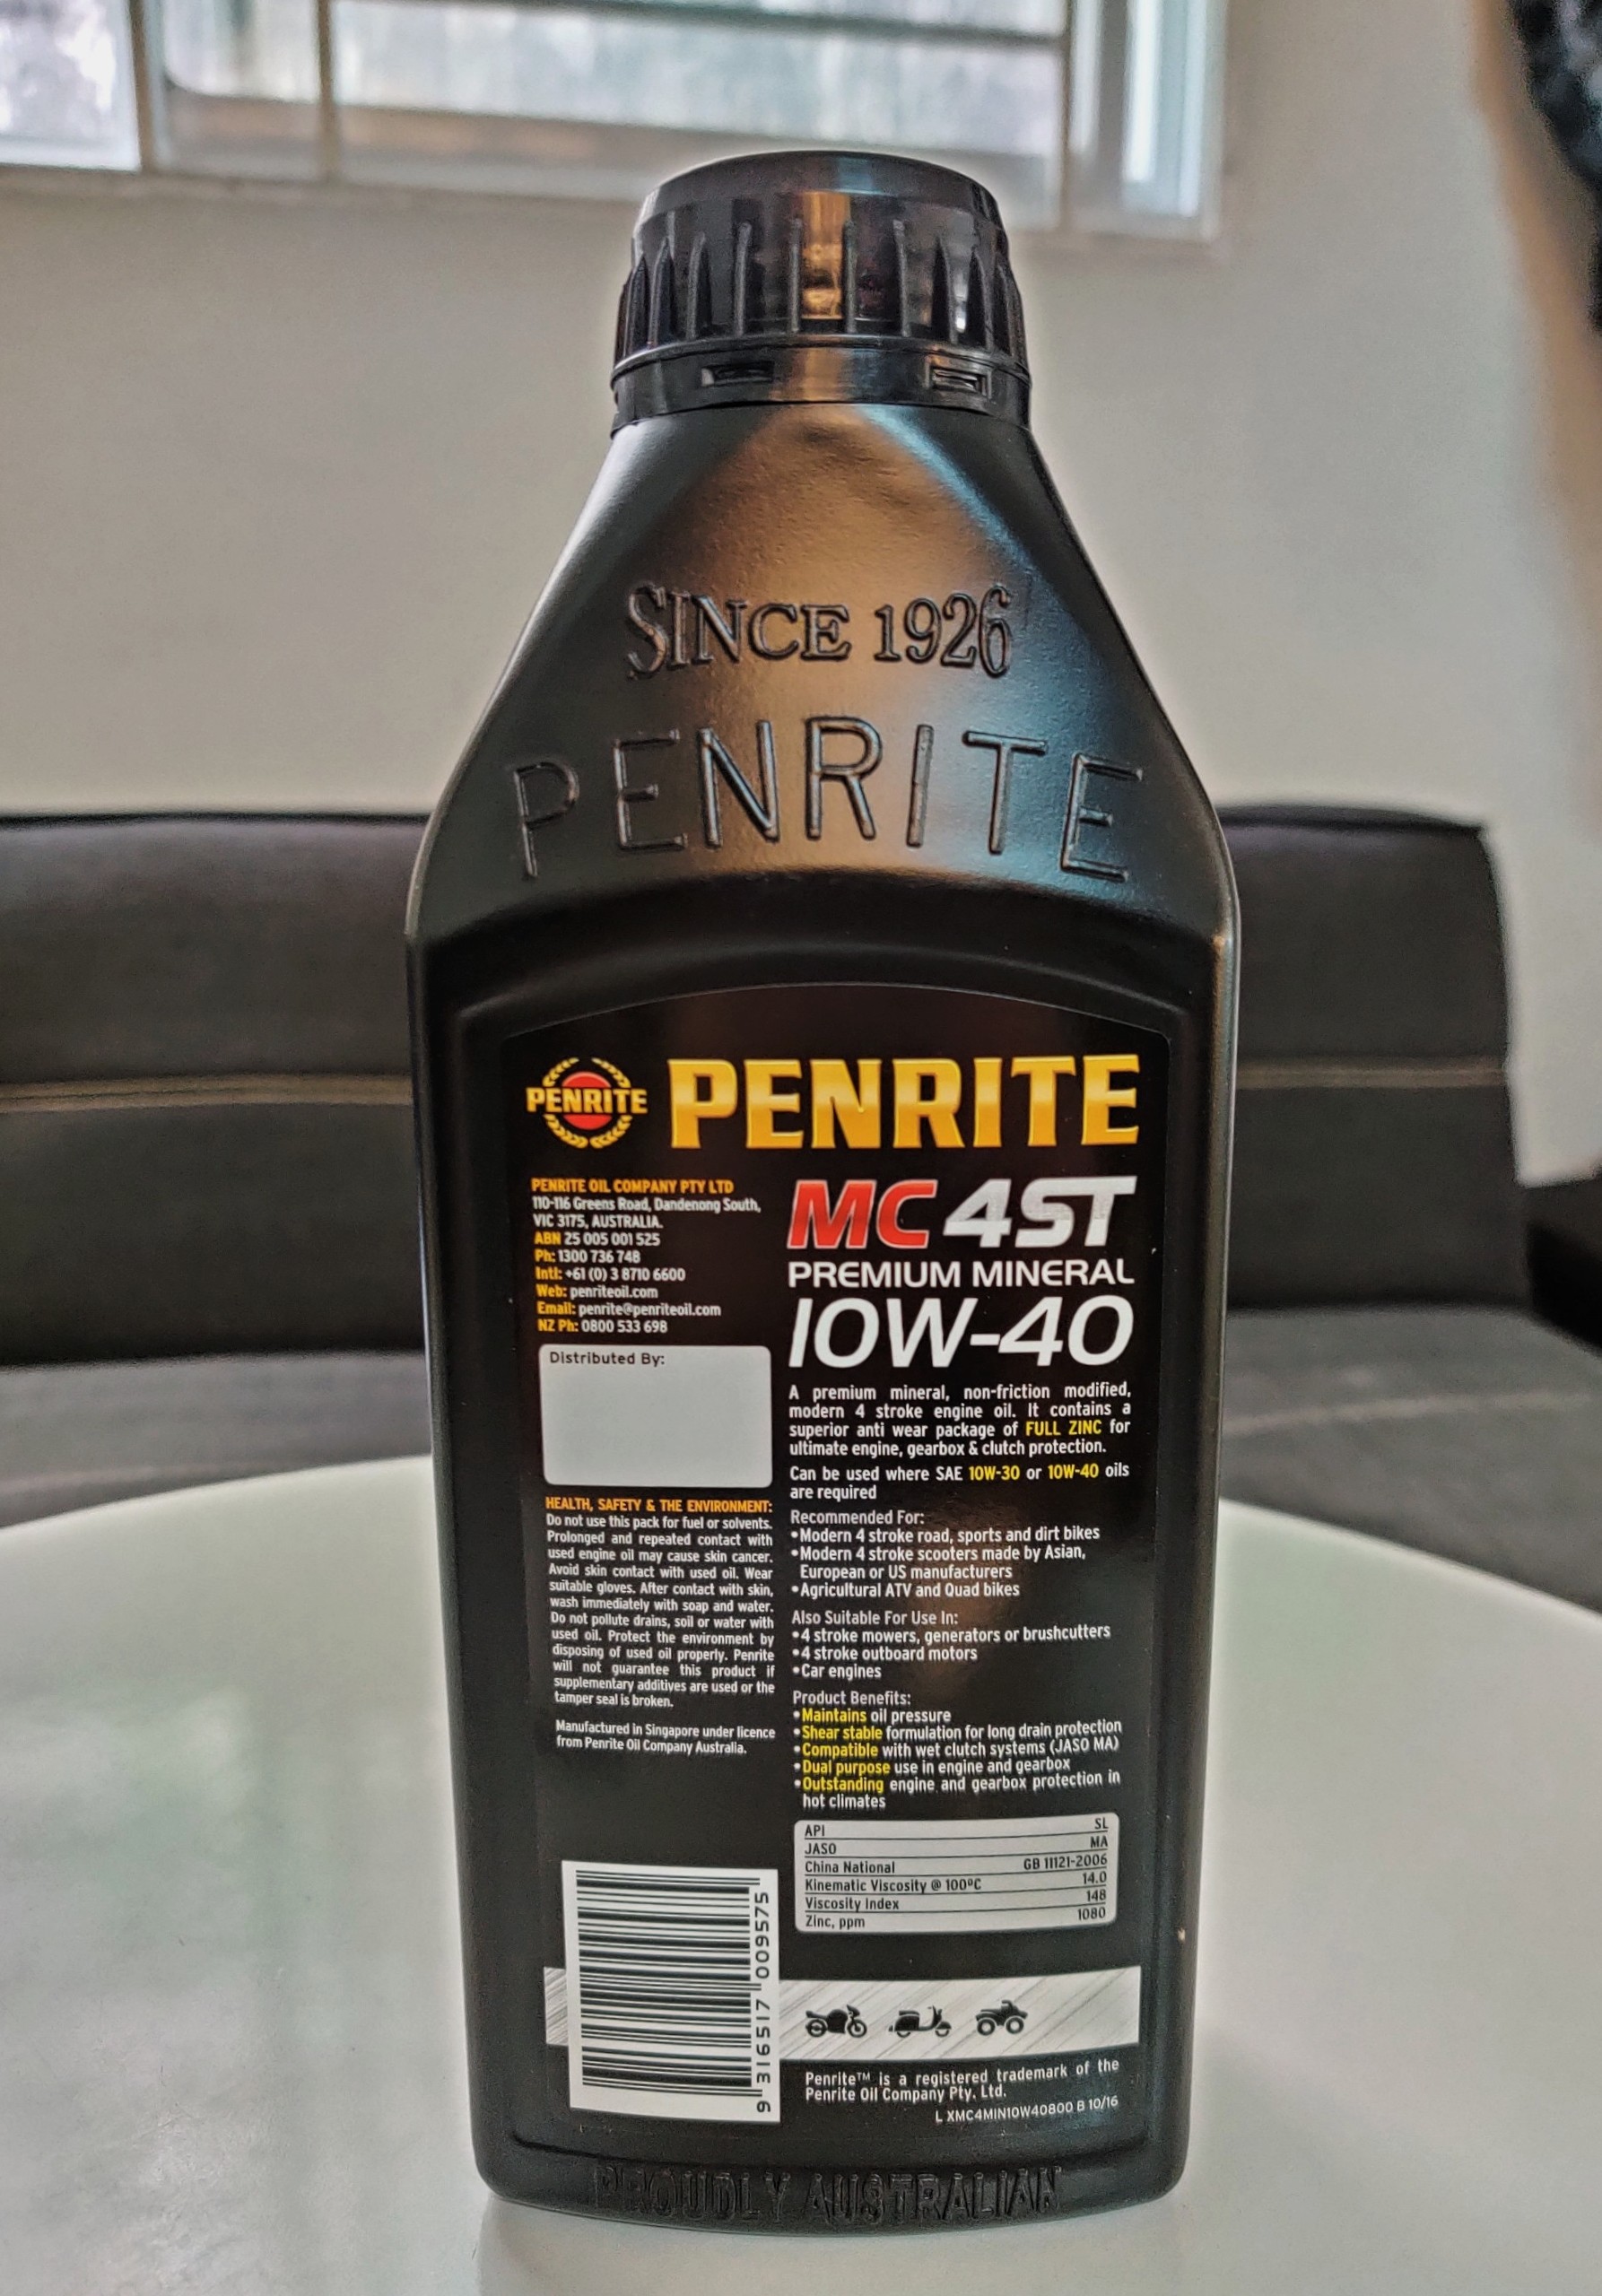 SINCE 1926
PENRITE
PENRITE
PENRITE
PENRITE OIL COMPANY PTY LTD
110-116 Greens Road, Dandenong South,
VIC 3175, AUSTRALIA.
ABN 25 005 001 525
Ph: 1300 736 748
Intl: +61 (0) 3 8710 6600
Web: penriteoil.com
Email: penrite@penriteoil.com
NZ Ph: 0800 533 698
Distributed By:
HEALTH, SAFETY & THE ENVIRONMENT:
Do not use this pack for fuel or solvents.
Prolonged and repeated contact with
used engine oil may cause skin cancer.
Avoid skin contact with used oil. Wear
suitable gloves. After contact with skin,
wash immediately with soap and water.
Do not pollute drains, soil or water with
used oil. Protect the environment by
disposing of used oil properly. Penrite
will not guarantee this product if
supplementary additives are used or the
tamper seal is broken.
Manufactured in Singapore under licence
from Penrite Oil Company Australia.
9 316517 009575
MC 4ST
PREMIUM MINERAL
10W-40
A premium mineral, non-friction modified,
modern 4 stroke engine oil. It contains a
superior anti wear package of FULL ZINC for
ultimate engine, gearbox & clutch protection.
Can be used where SAE 10W-30 or 10W-40 oils
are required
Recommended For:
•Modern 4 stroke road, sports and dirt bikes
•Modern 4 stroke scooters made by Asian,
European or US manufacturers
•Agricultural ATV and Quad bikes
Also Suitable For Use In:
•4 stroke mowers, generators or brushcutters
•4 stroke outboard motors
•Car engines
Product Benefits:
•Maintains oil pressure
•Shear stable formulation for long drain protection
•Compatible with wet clutch systems (JASO MA)
•Dual purpose use in engine and gearbox
•Outstanding engine and gearbox protection in
hot climates
API SL
JASO MA
China National GB 11121-2006
Kinematic Viscosity @ 100ºC 14.0
Viscosity Index 148
Zinc, ppm 1080
Penrite™ is a registered trademark of the
Penrite Oil Company Pty. Ltd.
L XMC4MIN10W40800 B 10/16
PROUDLY AUSTRALIAN